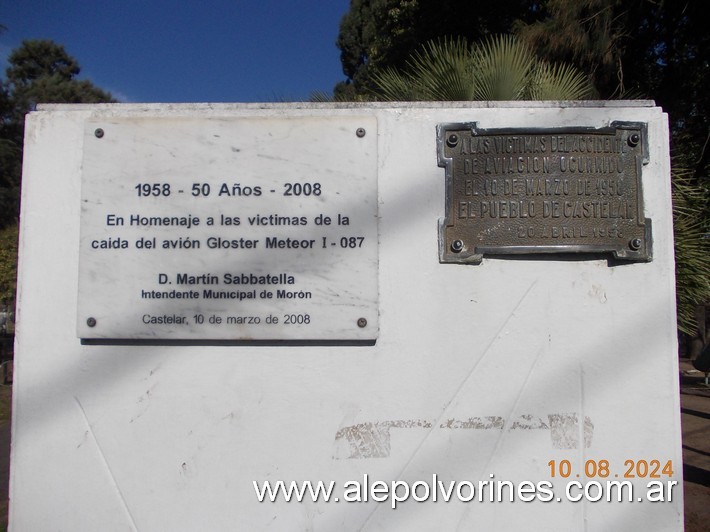 1958 - 50 Años - 2008
En Homenaje a las victimas de la
caida del avión Gloster Meteor I - 087
D. Martín Sabbatella
Intendente Municipal de Morón
Castelar, 10 de marzo de 2008
A LAS VICTIMAS DEL ACCIDENTE
DE AVIACION OCURRIDO
EL 10 DE MARZO DE 1958
EL PUEBLO DE CASTELAR
20 ABRIL 1958
10.08.2024
www.alepolvorines.com.ar